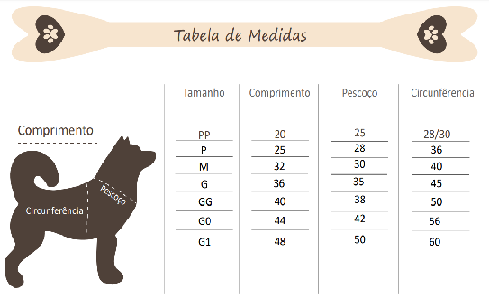 Tabela de Medidas
Tamanho Comprimento Pescoço Circunferencia
PP 20 25 28/30
P 25 28 36
M 32 30 40
G 36 35 45
GG 40 38 50
G0 44 42 56
G1 48 50 60
Comprimento
Pescoço
Circunferência